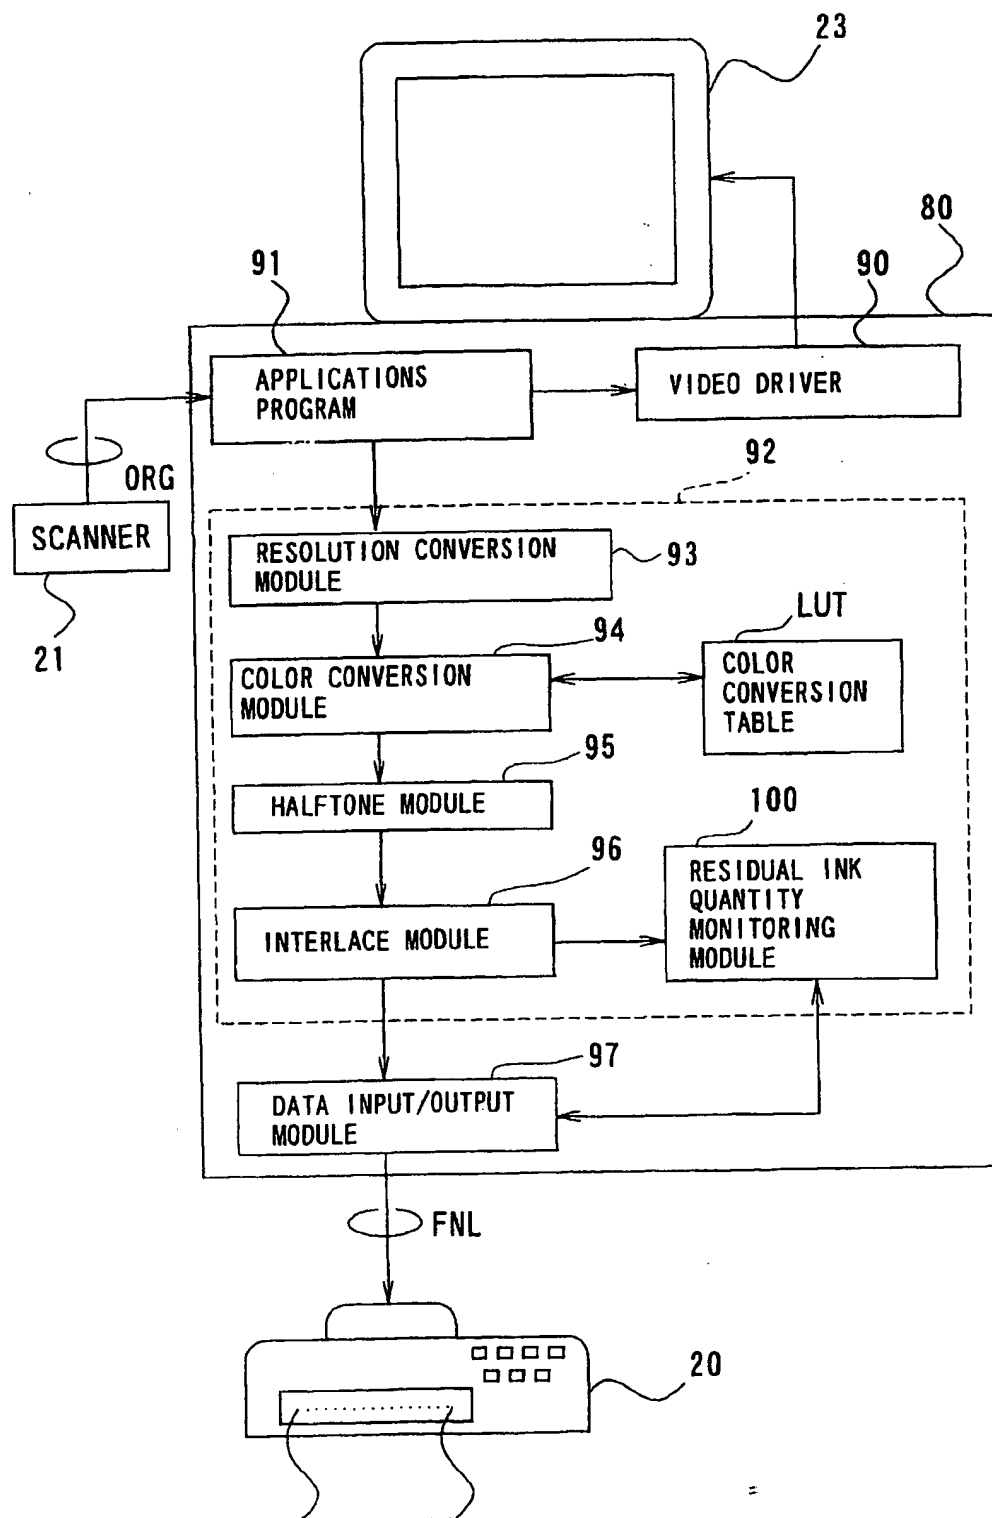 23
80
91
90
APPLICATIONS
PROGRAM
VIDEO DRIVER
ORG
92
SCANNER
21
RESOLUTION CONVERSION
MODULE
93
94
LUT
COLOR CONVERSION
MODULE
COLOR
CONVERSION
TABLE
95
HALFTONE MODULE
100
96
RESIDUAL INK
QUANTITY
MONITORING
MODULE
INTERLACE MODULE
97
DATA INPUT/OUTPUT
MODULE
FNL
20